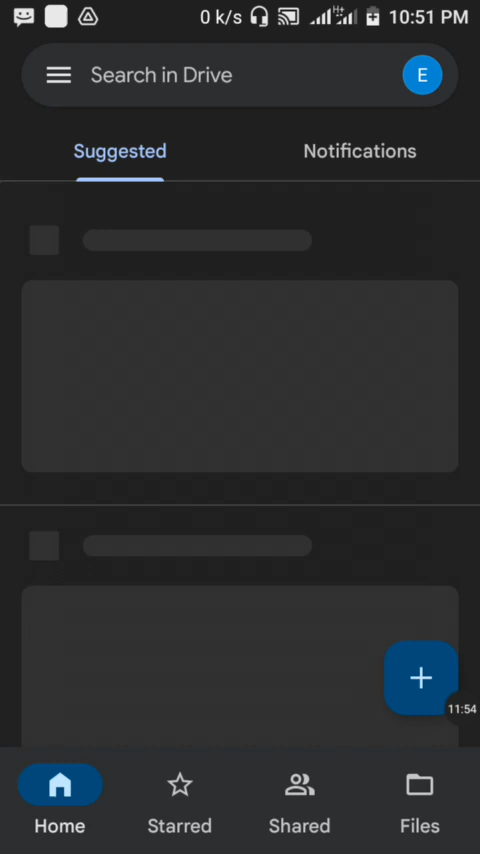 0 k/s H+ 10:51 PM
Search in Drive E
Suggested Notifications
11:54
Home Starred Shared Files